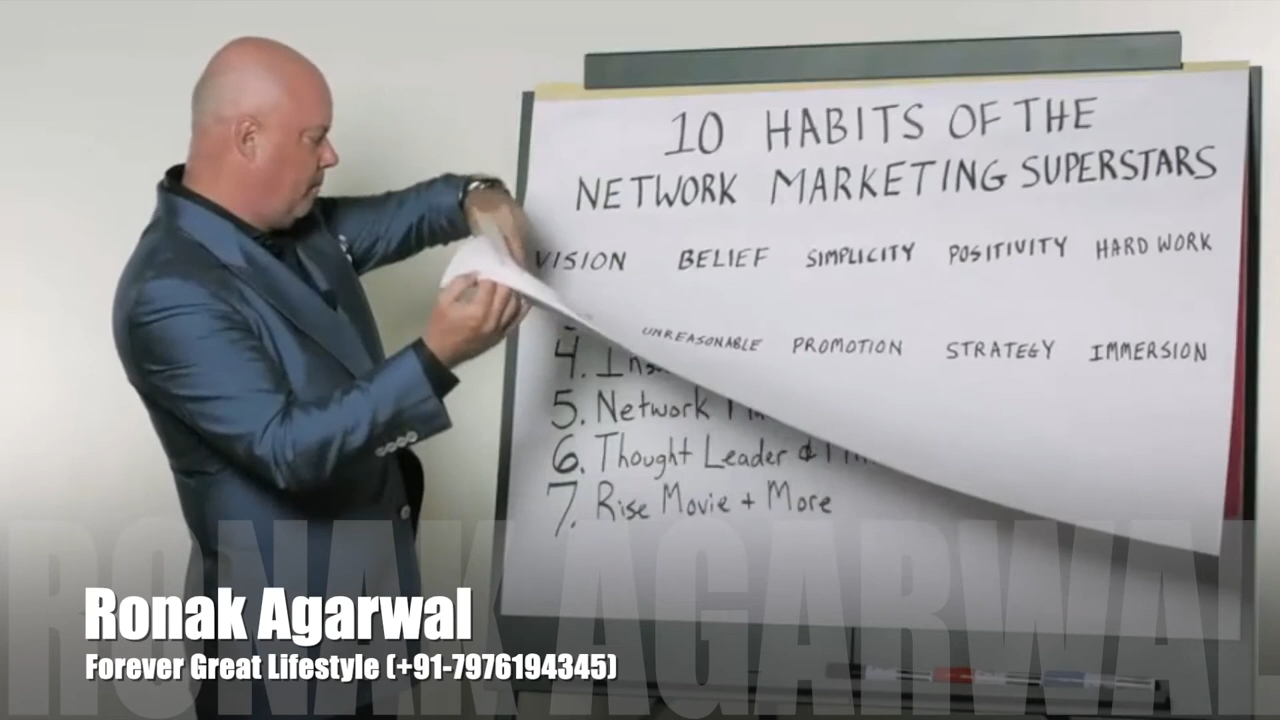 10 HABITS OF THE
NETWORK MARKETING SUPERSTARS
VISION BELIEF SIMPLICITY POSITIVITY HARD WORK
UNREASONABLE PROMOTION STRATEGY IMMERSION
4.
5. Network
6. Thought Leader &
7. Rise Movie + More
RONAK AGARWAL
Ronak Agarwal
Forever Great Lifestyle (+91-7976194345)